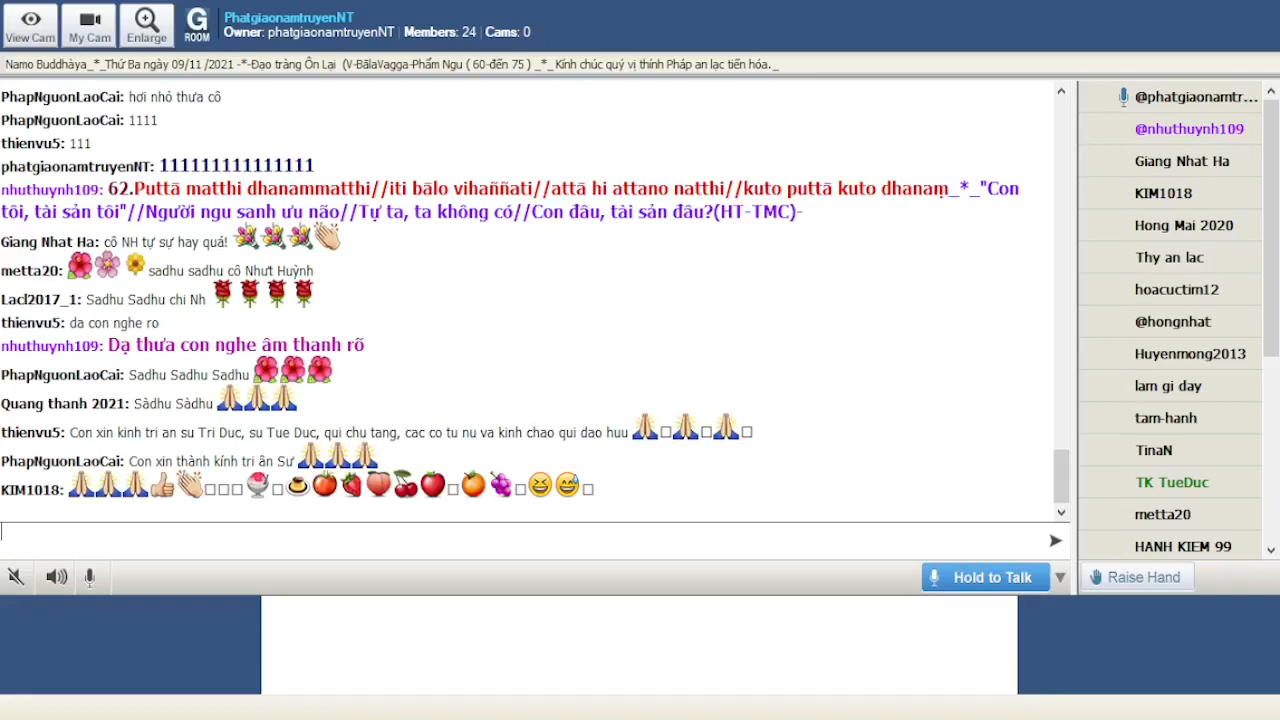 View Cam
My Cam
Enlarge
G
ROOM
PhatgiaonamtruyenNT
Owner: phatgiaonamtruyenNT | Members: 24 | Cams: 0
Namo Buddhàya_*_Thứ Ba ngày 09/11 /2021 -*-Đạo tràng Ôn Lại (V-BālaVagga-Phẩm Ngu ( 60-đến 75 ) _*_ Kính chúc quý vị thính Pháp an lạc tiến hóa._
PhapNguonLaoCai: hơi nhỏ thưa cô
PhapNguonLaoCai: 1111
thienvu5: 111
phatgiaonamtruyenNT: 111111111111111
nhuthuynh109: 62.Puttā matthi dhanammatthi//iti bālo vihaññati//attā hi attano natthi//kuto puttā kuto dhanaṃ_*_"Con
tôi, tài sản tôi"//Người ngu sanh ưu não//Tự ta, ta không có//Con đâu, tài sản đâu?(HT-TMC)-
Giang Nhat Ha: cô NH tự sự hay quá!
metta20: sadhu sadhu cô Như Huỳnh
Lacl2017_1: Sadhu Sadhu chi Nh
thienvu5: da con nghe ro
nhuthuynh109: Dạ thưa con nghe âm thanh rõ
PhapNguonLaoCai: Sadhu Sadhu Sadhu
Quang thanh 2021: Sàdhu Sàdhu
thienvu5: Con xin kinh tri an su Tri Duc, su Tue Duc, qui chu tang, cac co tu nu va kinh chao qui dao huu
PhapNguonLaoCai: Con xin thành kính tri ân Sư
KIM1018:
Hold to Talk
@phatgiaonamtr...
@nhuthuynh109
Giang Nhat Ha
KIM1018
Hong Mai 2020
Thy an lac
hoacuctim12
@hongnhat
Huyenmong2013
lam gi day
tam-hanh
TinaN
TK TueDuc
metta20
HANH KIEM 99
Raise Hand